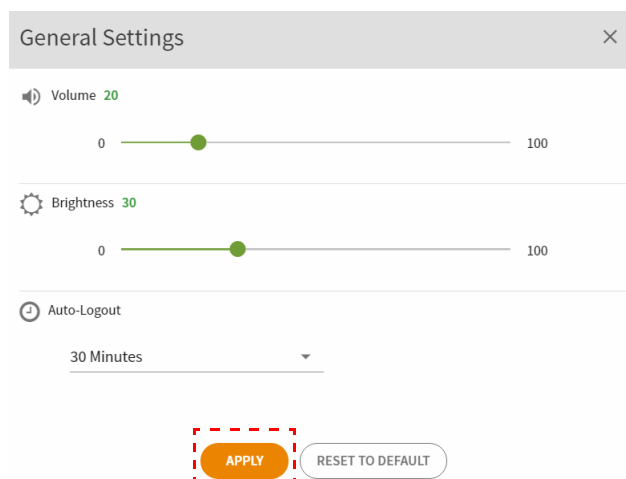 General Settings
Volume 20
0 100
Brightness 30
0 100
Auto-Logout
30 Minutes
APPLY RESET TO DEFAULT